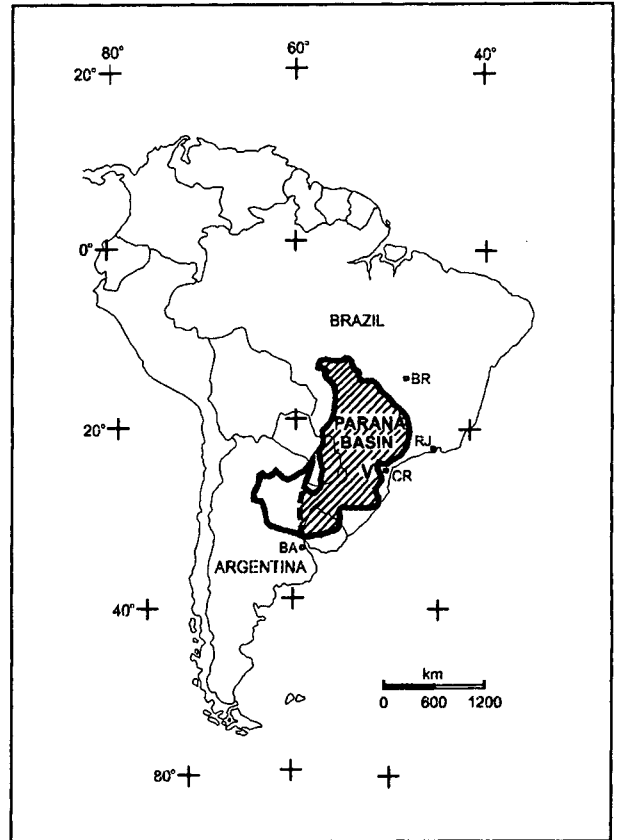 80°
60°
40°
20°
0°
BRAZIL
BR
20°
PARANA
BASIN
RJ
V
CR
BA
ARGENTINA
40°
km
0 600 1200
80°